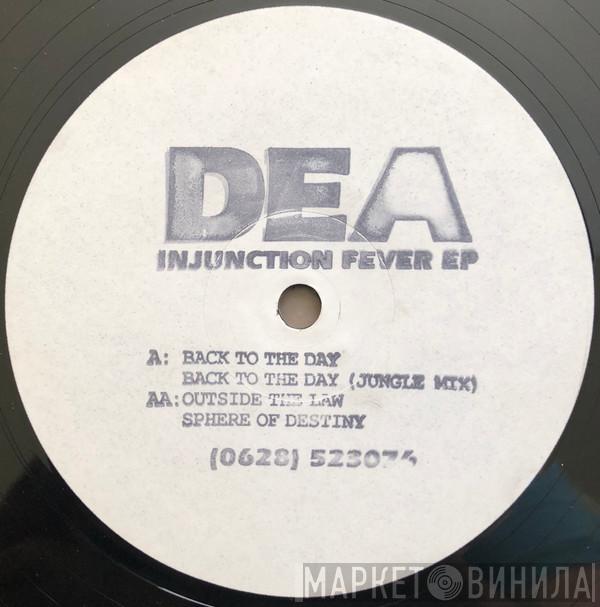 DEA
INJUNCTION FEVER EP
A: BACK TO THE DAY
BACK TO THE DAY (JUNGLE MIX)
AA: OUTSIDE THE LAW
SPHERE OF DESTINY
(0628)
МАРКЕТ ВИНИЛА